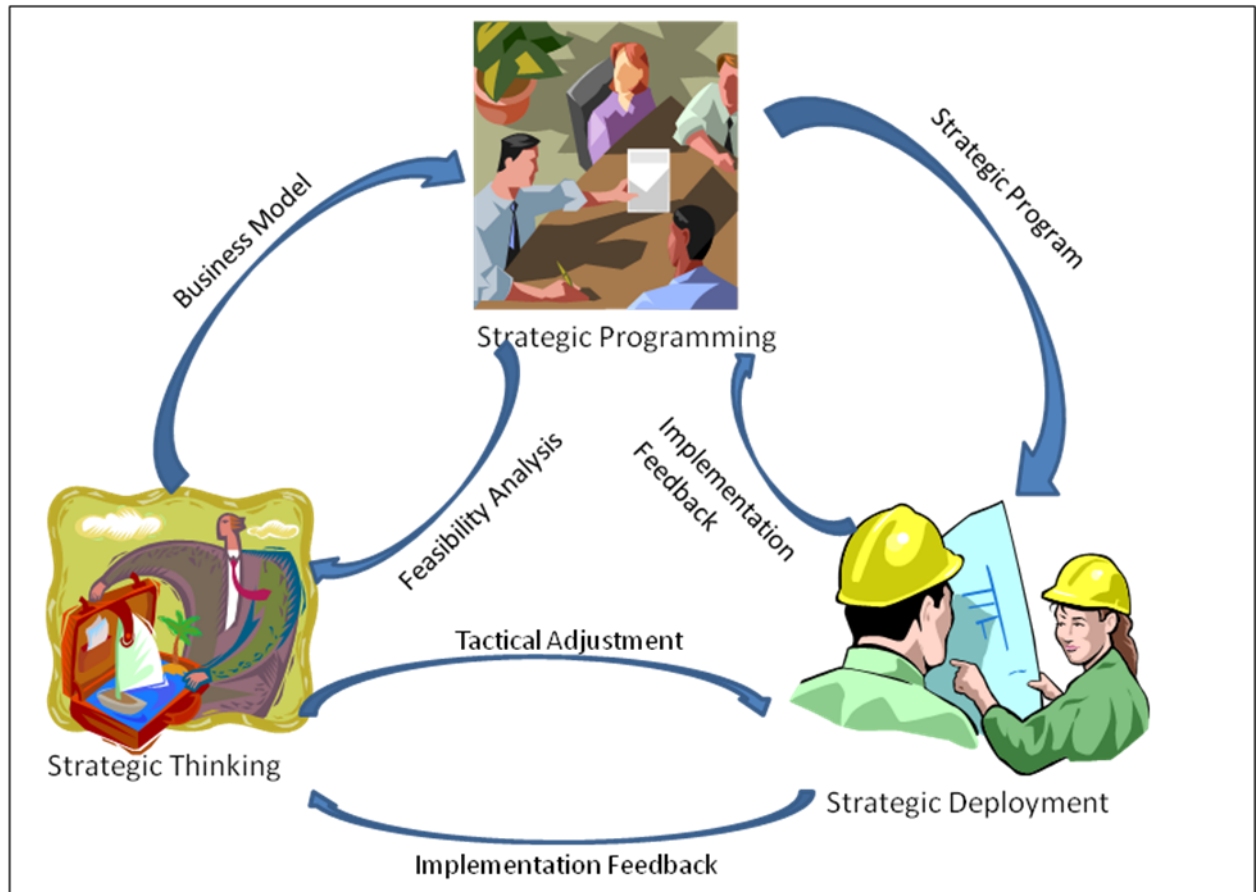 Business Model
Strategic Program
Strategic Programming
Feasibility Analysis
Implementation
Feedback
Tactical Adjustment
Strategic Thinking
Strategic Deployment
Implementation Feedback